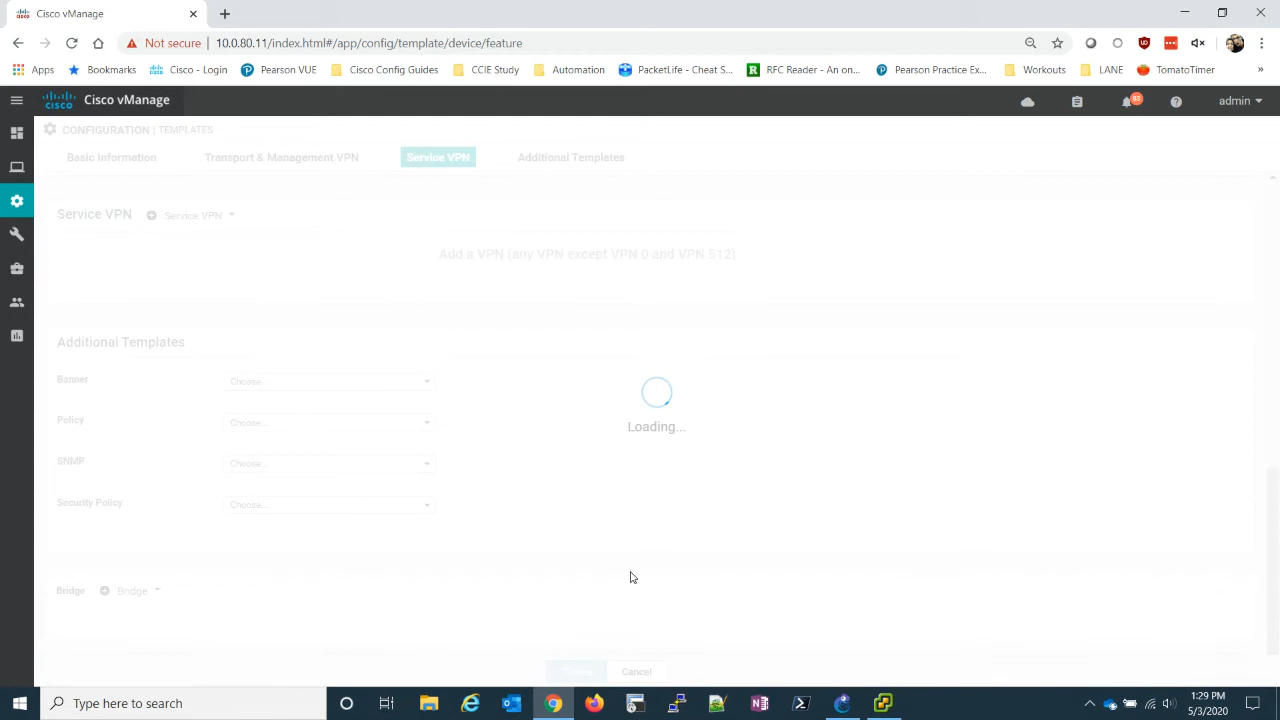 Cisco vManage
Not secure | 10.0.80.11/index.html#/app/config/template/device/feature
Apps Bookmarks Cisco - Login Pearson VUE Cisco Config Guides CCIE Study Automation PacketLife - Cheat S... RFC Reader - An on... Pearson Practice Ex... Workouts LANE TomatoTimer »
CISCO Cisco vManage 83 admin
CONFIGURATION | TEMPLATES
Basic Information Transport & Management VPN Service VPN Additional Templates
Service VPN Service VPN
Add a VPN (any VPN except VPN 0 and VPN 512)
Additional Templates
Banner Choose...
Policy Choose...
Loading...
SNMP Choose...
Security Policy Choose...
Bridge Bridge
Cancel
Type here to search
1:29 PM
5/3/2020